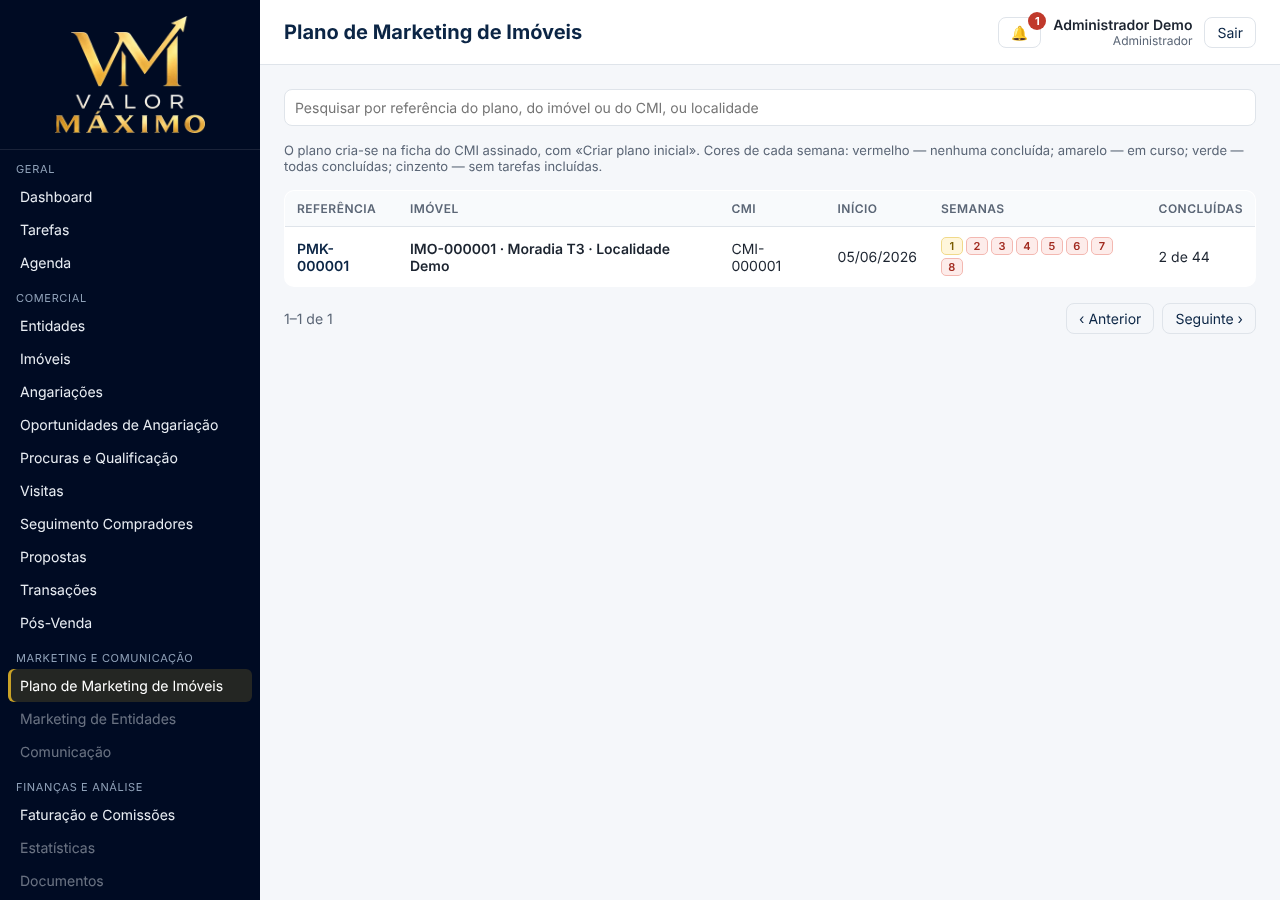 VM
VALOR
MÁXIMO
GERAL
Dashboard
Tarefas
Agenda
COMERCIAL
Entidades
Imóveis
Angariações
Oportunidades de Angariação
Procuras e Qualificação
Visitas
Seguimento Compradores
Propostas
Transações
Pós-Venda
MARKETING E COMUNICAÇÃO
Plano de Marketing de Imóveis
Marketing de Entidades
Comunicação
FINANÇAS E ANÁLISE
Faturação e Comissões
Estatísticas
Documentos
Plano de Marketing de Imóveis
1
Administrador Demo
Administrador
Sair
Pesquisar por referência do plano, do imóvel ou do CMI, ou localidade
O plano cria-se na ficha do CMI assinado, com «Criar plano inicial». Cores de cada semana: vermelho — nenhuma concluída; amarelo — em curso; verde —
todas concluídas; cinzento — sem tarefas incluídas.
REFERÊNCIA IMÓVEL CMI INÍCIO SEMANAS CONCLUÍDAS
PMK-
000001
IMO-000001 · Moradia T3 · Localidade
Demo
CMI-
000001
05/06/2026
1 2 3 4 5 6 7
8
2 de 44
1–1 de 1
‹ Anterior
Seguinte ›